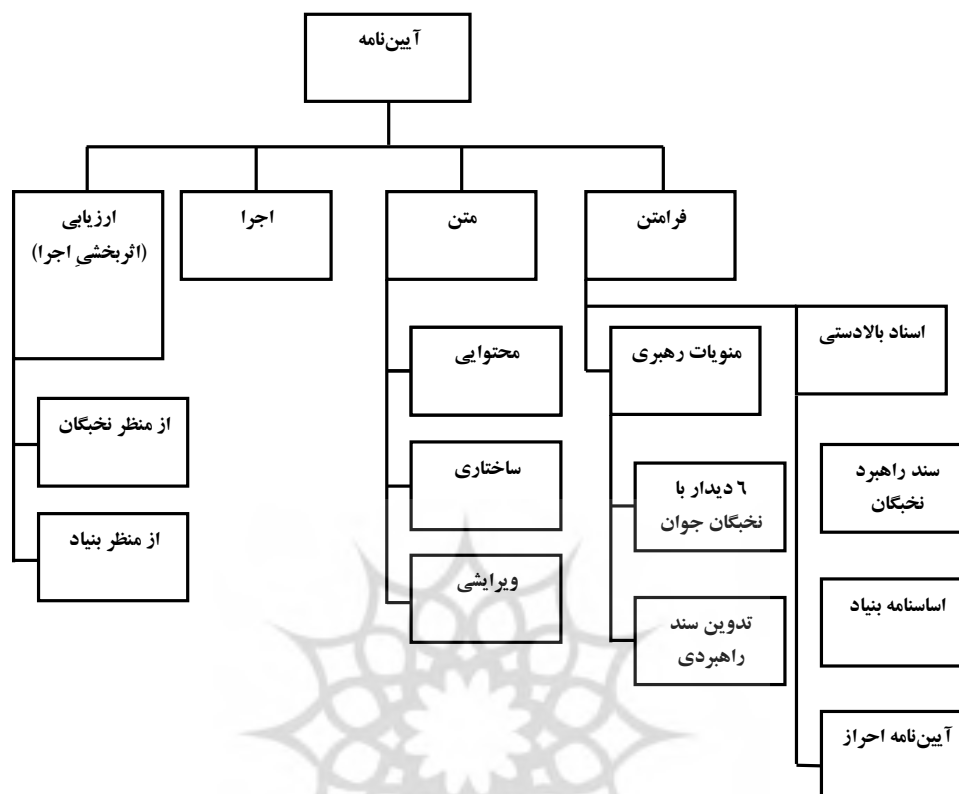 آیین‌نامه
فرامتن
متن
اجرا
ارزیابی
(اثربخشیِ اجرا)
اسناد بالادستی
منویات رهبری
محتوایی
از منظر نخبگان
سند راهبرد
نخبگان
۶ دیدار با
نخبگان جوان
ساختاری
از منظر بنیاد
اساسنامه بنیاد
تدوین سند
راهبردی
ویرایشی
آیین‌نامه احراز